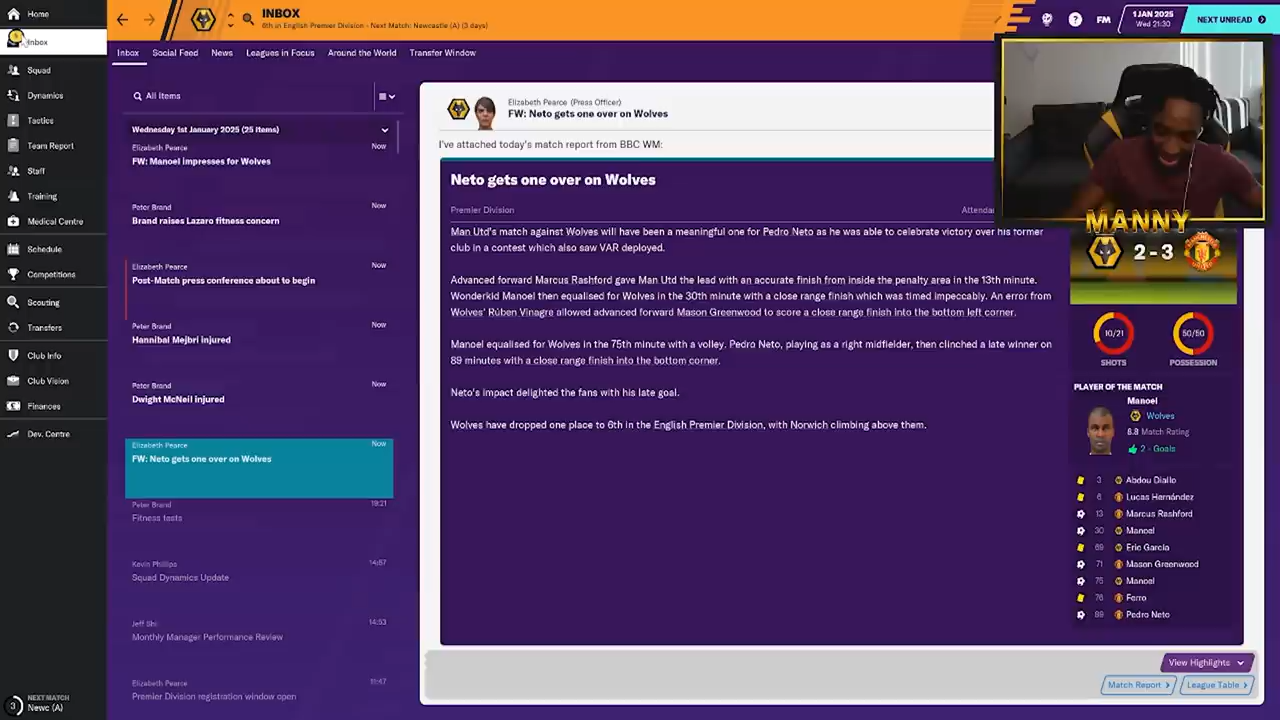 Home
INBOX
6th in English Premier Division - Next Match: Newcastle (A) (3 days)
FM
1 JAN 2025
Wed 21:30
NEXT UNREAD
Inbox
Squad
Dynamics
Tactics
Team Report
Staff
Training
Medical Centre
Schedule
Competitions
Scouting
Transfers
Club Info
Club Vision
Finances
Dev. Centre
NEXT MATCH
3
Newc (A)
Inbox
Social Feed
News
Leagues in Focus
Around the World
Transfer Window
All Items
Wednesday 1st January 2025 (25 items)
Elizabeth Pearce
Now
FW: Manoel impresses for Wolves
Peter Brand
Now
Brand raises Lazaro fitness concern
Elizabeth Pearce
Now
Post-Match press conference about to begin
Peter Brand
Now
Hannibal Mejbri injured
Peter Brand
Now
Dwight McNeil injured
Elizabeth Pearce
Now
FW: Neto gets one over on Wolves
Peter Brand
19:21
Fitness tests
Kevin Phillips
14:57
Squad Dynamics Update
Jeff Shi
14:53
Monthly Manager Performance Review
Elizabeth Pearce
11:47
Premier Division registration window open
Elizabeth Pearce (Press Officer)
FW: Neto gets one over on Wolves
I've attached today's match report from BBC WM:
Neto gets one over on Wolves
Premier Division
Man Utd's match against Wolves will have been a meaningful one for Pedro Neto as he was able to celebrate victory over his former
club in a contest which also saw VAR deployed.
Advanced forward Marcus Rashford gave Man Utd the lead with an accurate finish from inside the penalty area in the 13th minute.
Wonderkid Manoel then equalised for Wolves in the 30th minute with a close range finish which was timed impeccably. An error from
Wolves' Rúben Vinagre allowed advanced forward Mason Greenwood to score a close range finish into the bottom left corner.
Manoel equalised for Wolves in the 75th minute with a volley. Pedro Neto, playing as a right midfielder, then clinched a late winner on
89 minutes with a close range finish into the bottom corner.
Neto's impact delighted the fans with his late goal.
Wolves have dropped one place to 6th in the English Premier Division, with Norwich climbing above them.
MANNY
2 - 3
10/21
50/50
SHOTS
POSSESSION
PLAYER OF THE MATCH
Manoel
Wolves
8.8 Match Rating
2 - Goals
3 Abdou Diallo
6 Lucas Hernández
13 Marcus Rashford
30 Manoel
69 Eric García
71 Mason Greenwood
75 Manoel
76 Ferro
89 Pedro Neto
View Highlights
Match Report >
League Table >